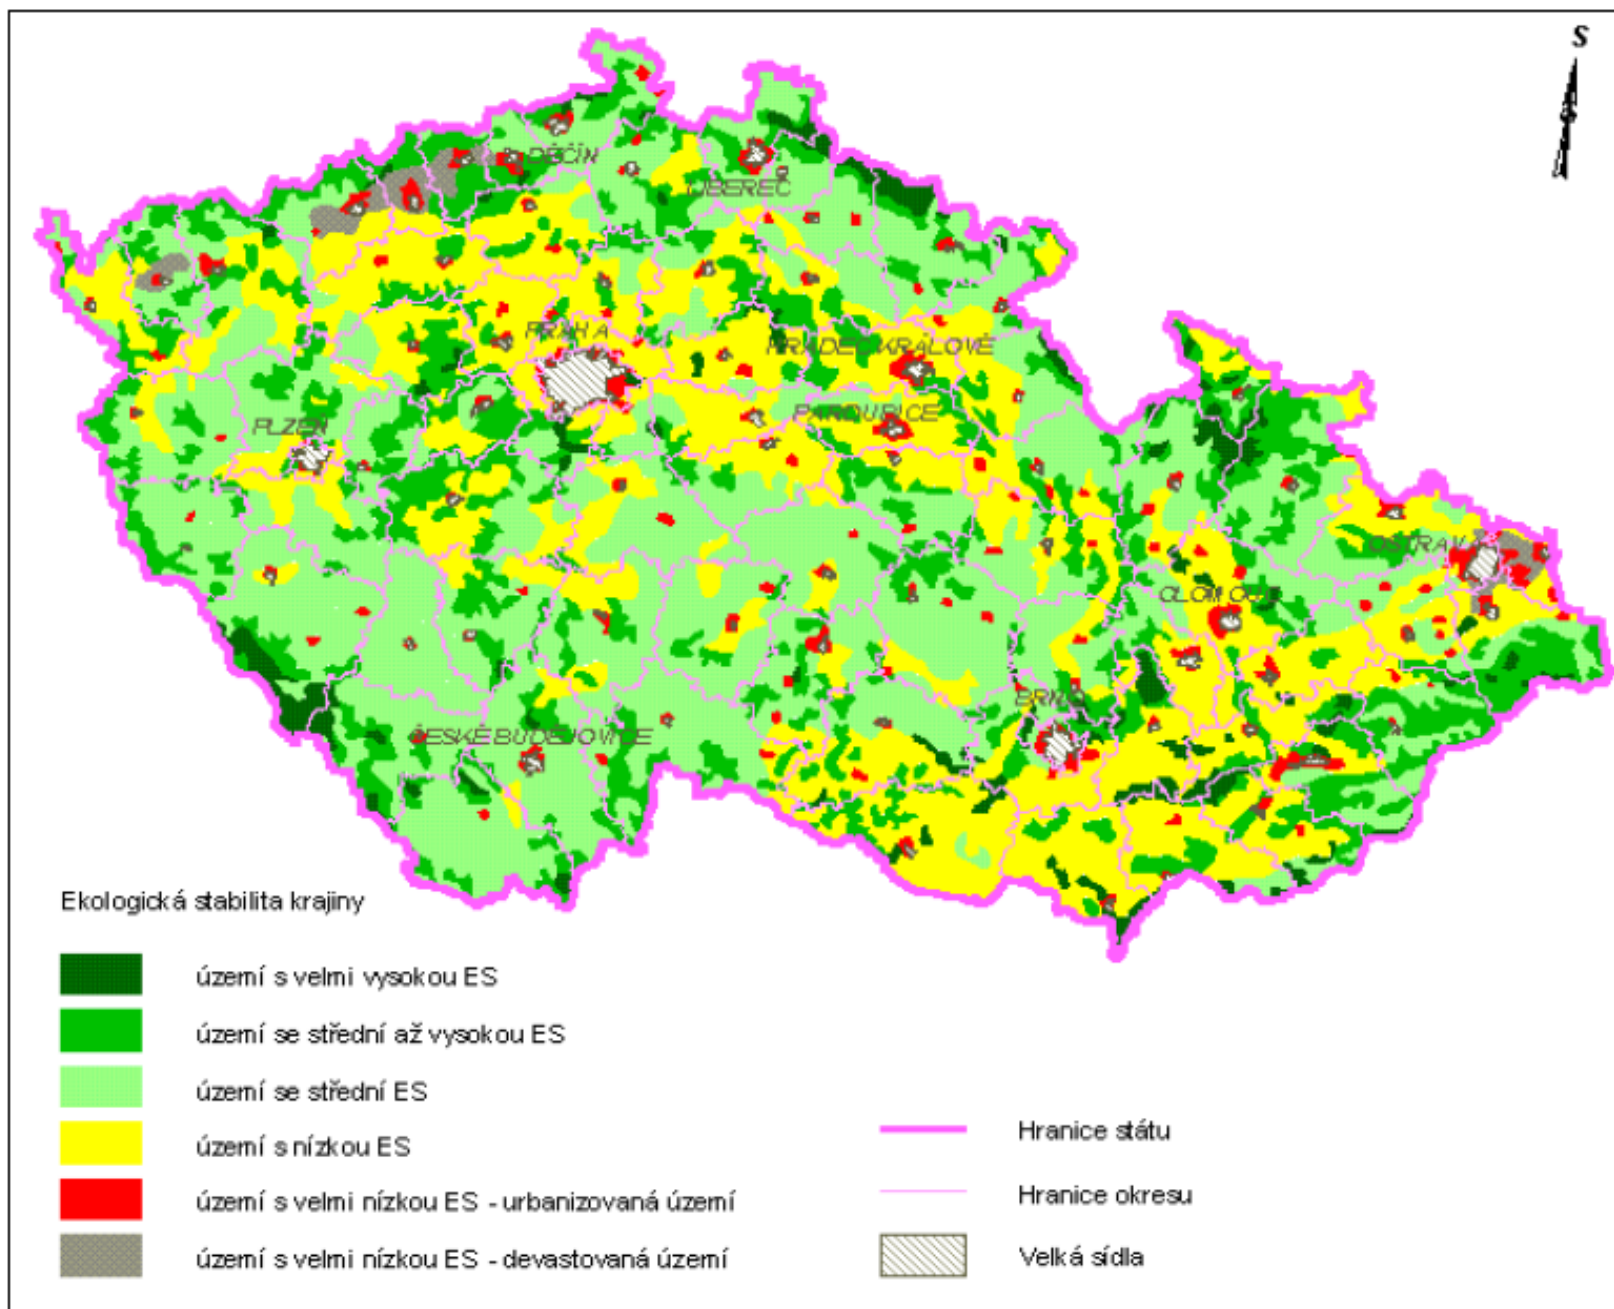 S
DĚČÍN
LIBEREC
PRAHA
HRADEC KRÁLOVÉ
PLZEŇ
PARDUBICE
OSTRAVA
OLOMOUC
BRNO
ČESKÉ BUDĚJOVICE
Ekologická stabilita krajiny
území s velmi vysokou ES
území se střední až vysokou ES
území se střední ES
území s nízkou ES
území s velmi nízkou ES - urbanizovaná území
území s velmi nízkou ES - devastovaná území
Hranice státu
Hranice okresu
Velká sídla